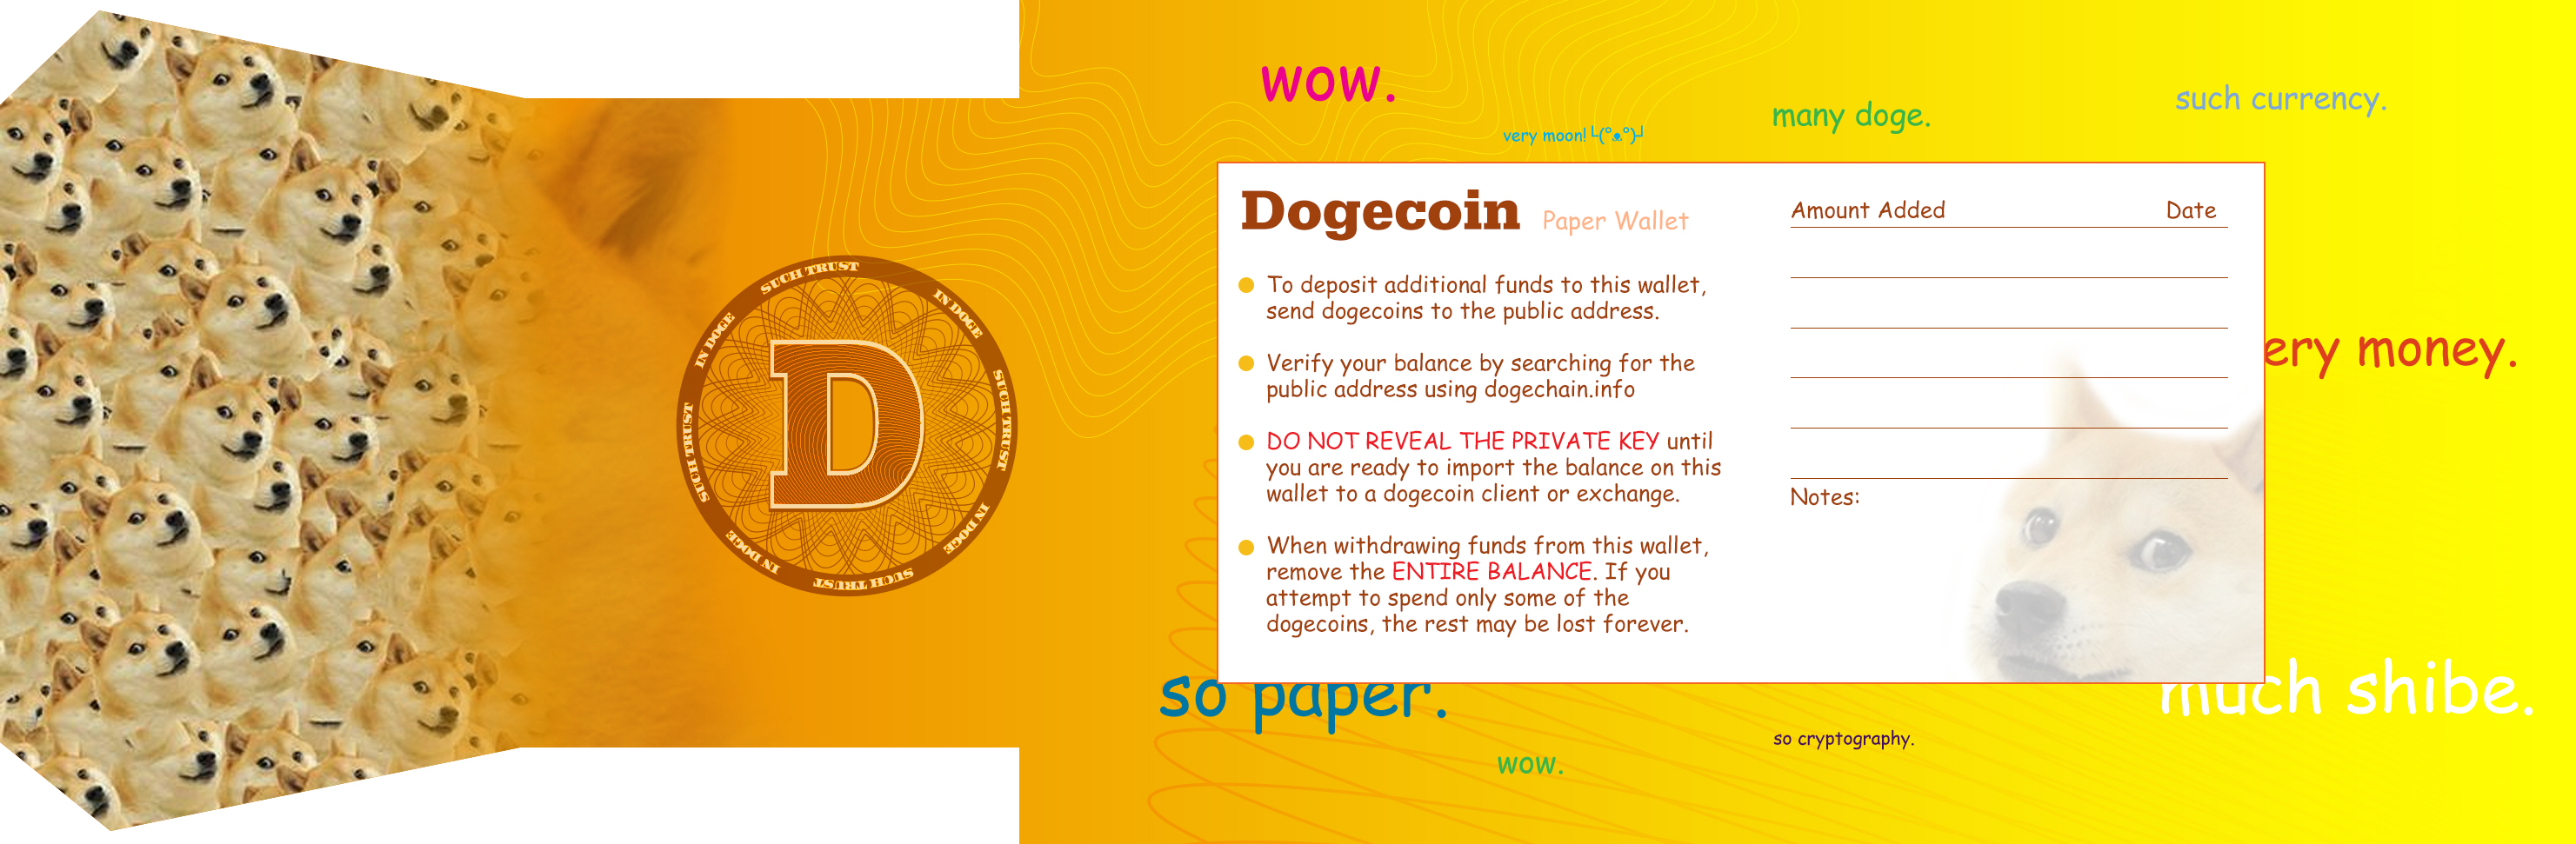 wow.
such currency.
many doge.
very moon! └(°ᴥ°)┘
Dogecoin Paper Wallet
Amount Added Date
To deposit additional funds to this wallet,
send dogecoins to the public address.
Verify your balance by searching for the
public address using dogechain.info
DO NOT REVEAL THE PRIVATE KEY until
you are ready to import the balance on this
wallet to a dogecoin client or exchange.
When withdrawing funds from this wallet,
remove the ENTIRE BALANCE. If you
attempt to spend only some of the
dogecoins, the rest may be lost forever.
Notes:
ery money.
so paper.
much shibe.
so cryptography.
wow.
SUCH TRUST
IN DOGE
SUCH TRUST
IN DOGE
SUCH TRUST
IN DOGE
SUCH TRUST
IN DOGE
D